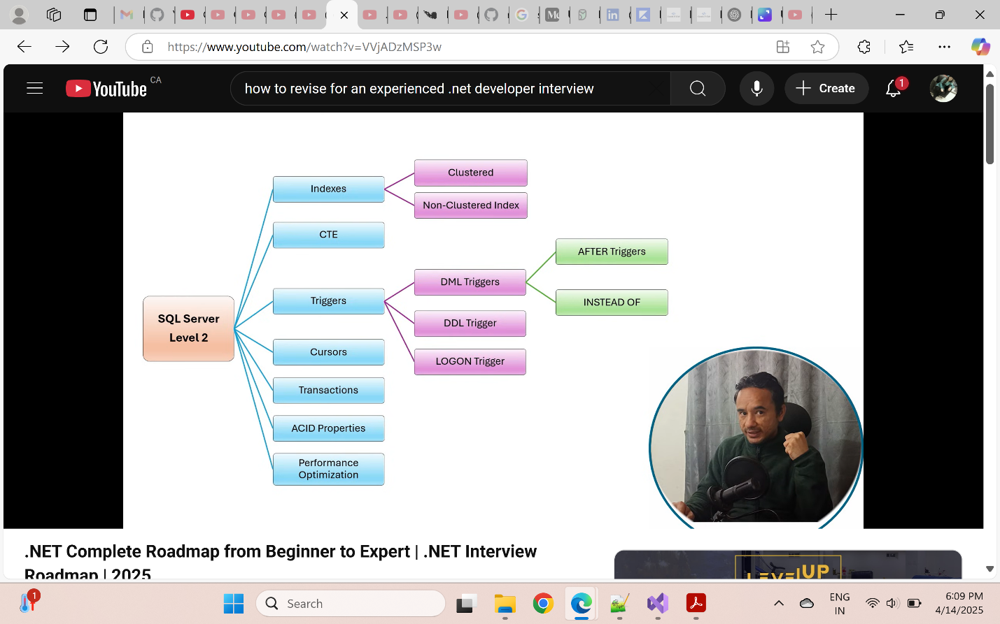 https://www.youtube.com/watch?v=VVjADzMSP3w
YouTube CA
how to revise for an experienced .net developer interview
Create
1
Clustered
Indexes
Non-Clustered Index
CTE
AFTER Triggers
DML Triggers
Triggers
INSTEAD OF
SQL Server
Level 2
DDL Trigger
Cursors
LOGON Trigger
Transactions
ACID Properties
Performance
Optimization
.NET Complete Roadmap from Beginner to Expert | .NET Interview
Roadmap | 2025
LEVELUP
1
Search
ENG
IN
6:09 PM
4/14/2025